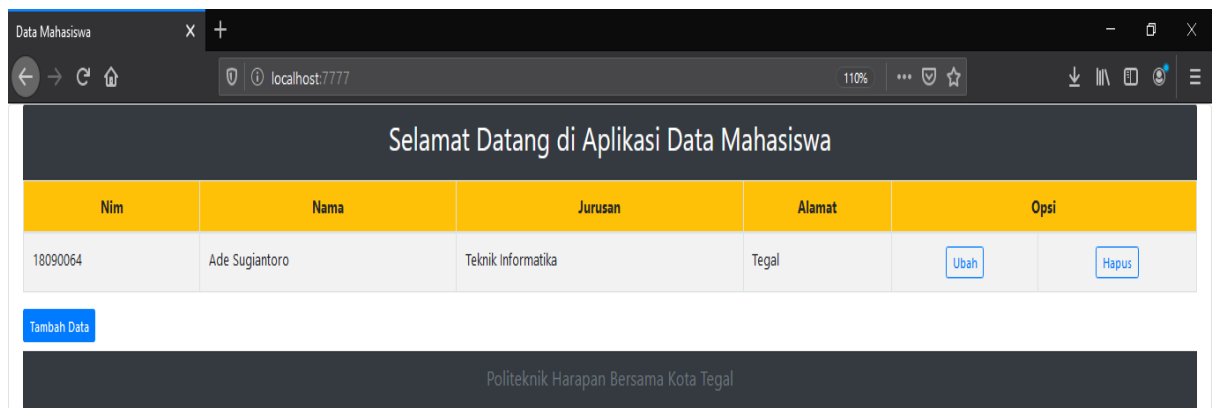 Data Mahasiswa
localhost:7777
110%
Selamat Datang di Aplikasi Data Mahasiswa
Nim Nama Jurusan Alamat Opsi
18090064 Ade Sugiantoro Teknik Informatika Tegal Ubah Hapus
Tambah Data
Politeknik Harapan Bersama Kota Tegal